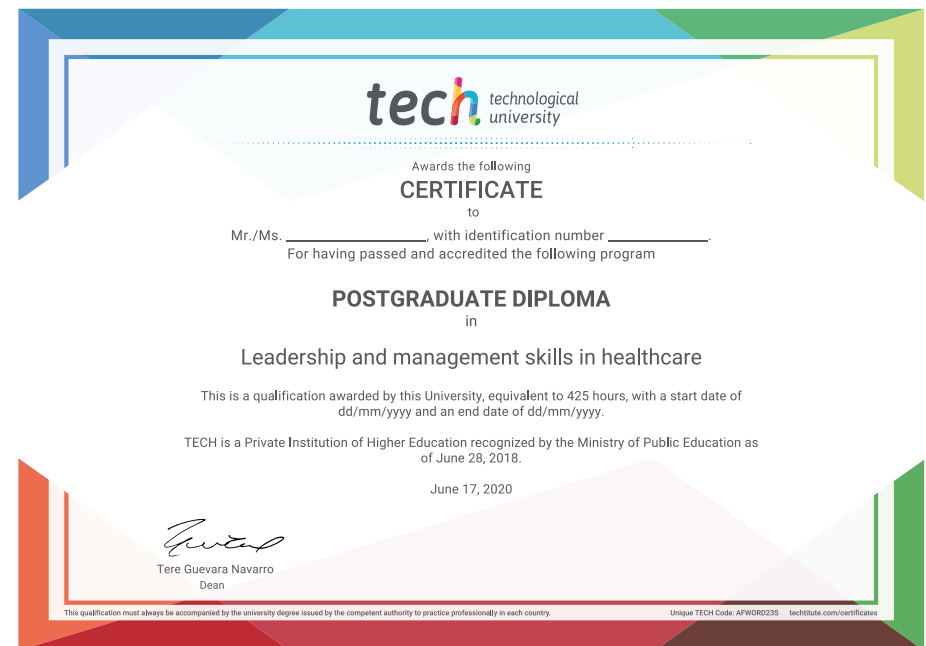 tech technological
university
Awards the following
CERTIFICATE
to
Mr./Ms. ____________________, with identification number ______________.
For having passed and accredited the following program
POSTGRADUATE DIPLOMA
in
Leadership and management skills in healthcare
This is a qualification awarded by this University, equivalent to 425 hours, with a start date of
dd/mm/yyyy and an end date of dd/mm/yyyy.
TECH is a Private Institution of Higher Education recognized by the Ministry of Public Education as
of June 28, 2018.
June 17, 2020
Tere Guevara Navarro
Dean
This qualification must always be accompanied by the university degree issued by the competent authority to practice professionally in each country.
Unique TECH Code: AFWORD23S techtitute.com/certificates